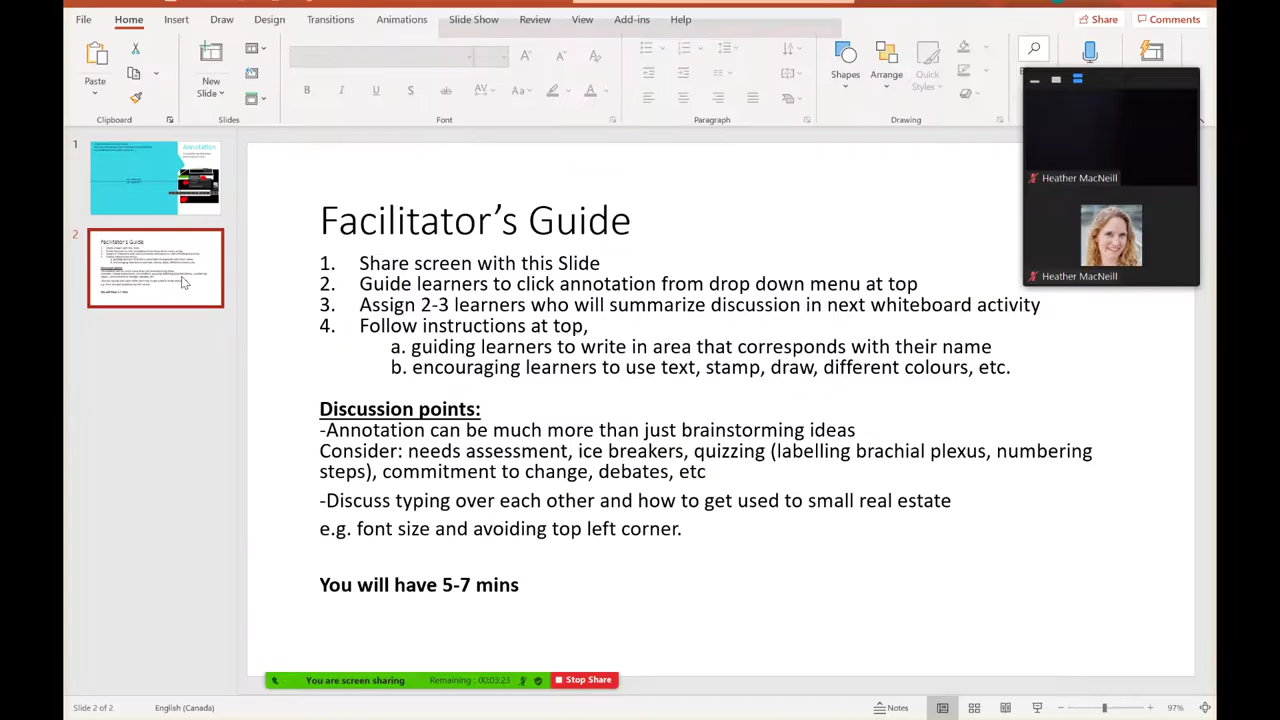 File Home Insert Draw Design Transitions Animations Slide Show Review View Add-ins Help Share Comments
Paste
New
Slide
Shapes
Arrange
Quick
Styles
Clipboard Slides Font Paragraph Drawing
Heather MacNeill
Heather MacNeill
1
Annotation
2
Facilitator's Guide
Facilitator's Guide
1. Share screen with this Slide
2. Guide learners to click annotation from drop down menu at top
3. Assign 2-3 learners who will summarize discussion in next whiteboard activity
4. Follow instructions at top,
a. guiding learners to write in area that corresponds with their name
b. encouraging learners to use text, stamp, draw, different colours, etc.
Discussion points:
-Annotation can be much more than just brainstorming ideas
Consider: needs assessment, ice breakers, quizzing (labelling brachial plexus, numbering
steps), commitment to change, debates, etc
-Discuss typing over each other and how to get used to small real estate
e.g. font size and avoiding top left corner.
You will have 5-7 mins
You are screen sharing Remaining : 00:03:23 Stop Share
Slide 2 of 2 English (Canada) Notes 97%